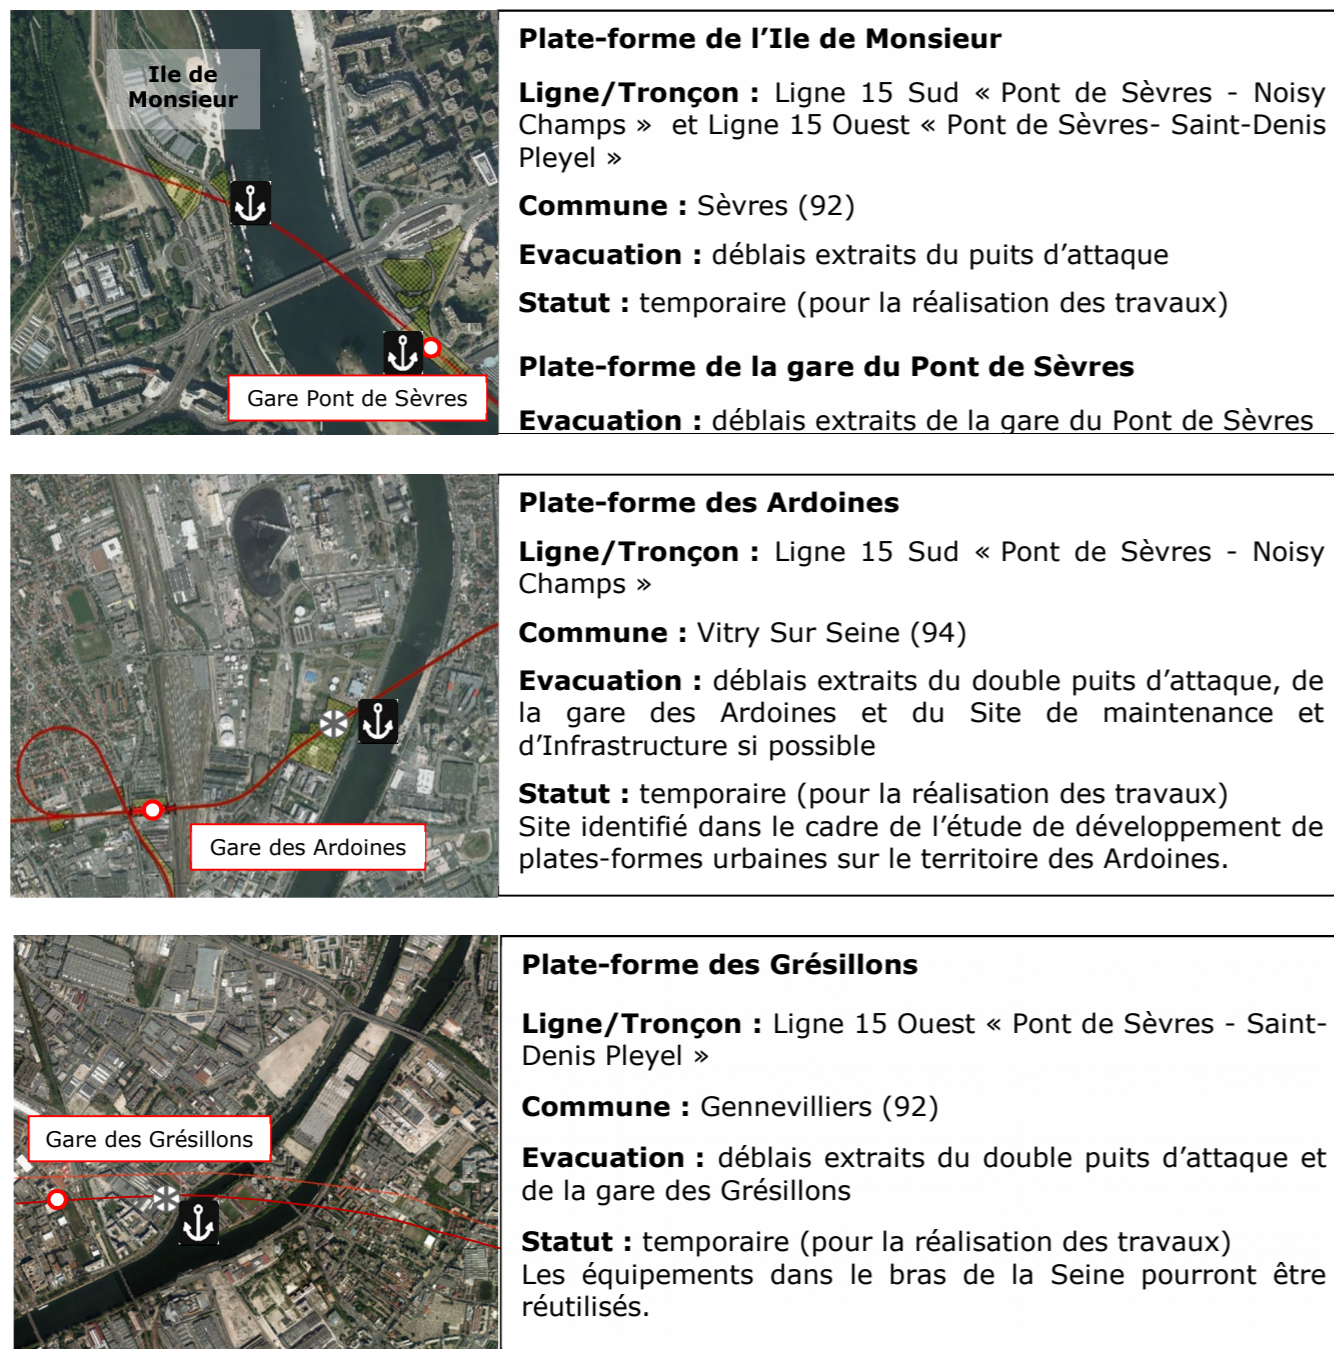 Ile de
Monsieur
Gare Pont de Sèvres
Plate-forme de l’Ile de Monsieur
Ligne/Tronçon : Ligne 15 Sud « Pont de Sèvres - Noisy
Champs » et Ligne 15 Ouest « Pont de Sèvres- Saint-Denis
Pleyel »
Commune : Sèvres (92)
Evacuation : déblais extraits du puits d’attaque
Statut : temporaire (pour la réalisation des travaux)
Plate-forme de la gare du Pont de Sèvres
Evacuation : déblais extraits de la gare du Pont de Sèvres
Gare des Ardoines
Plate-forme des Ardoines
Ligne/Tronçon : Ligne 15 Sud « Pont de Sèvres - Noisy
Champs »
Commune : Vitry Sur Seine (94)
Evacuation : déblais extraits du double puits d’attaque, de
la gare des Ardoines et du Site de maintenance et
d’Infrastructure si possible
Statut : temporaire (pour la réalisation des travaux)
Site identifié dans le cadre de l’étude de développement de
plates-formes urbaines sur le territoire des Ardoines.
Gare des Grésillons
Plate-forme des Grésillons
Ligne/Tronçon : Ligne 15 Ouest « Pont de Sèvres - Saint-
Denis Pleyel »
Commune : Gennevilliers (92)
Evacuation : déblais extraits du double puits d’attaque et
de la gare des Grésillons
Statut : temporaire (pour la réalisation des travaux)
Les équipements dans le bras de la Seine pourront être
réutilisés.